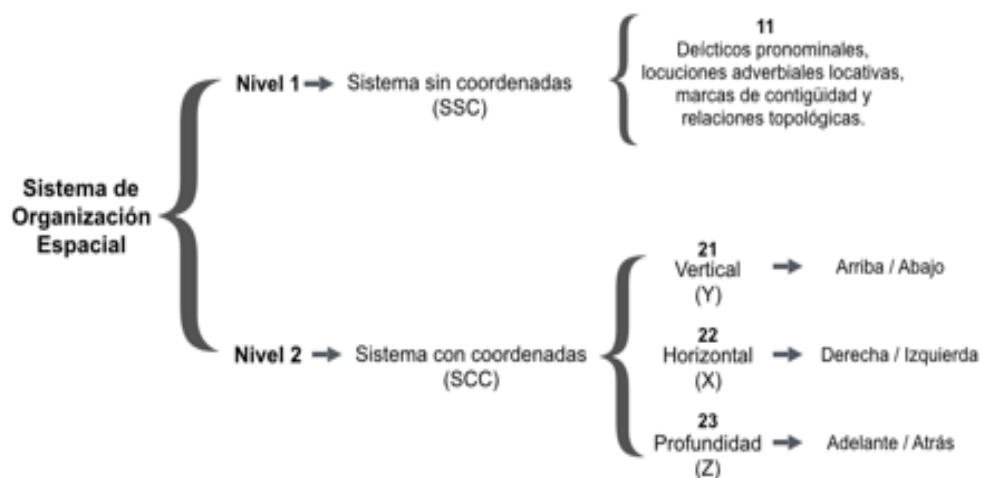 Sistema de
Organización
Espacial
Nivel 1
Sistema sin coordenadas
(SSC)
11
Deícticos pronominales,
locuciones adverbiales locativas,
marcas de contigüidad y
relaciones topológicas.
Nivel 2
Sistema con coordenadas
(SCC)
21
Vertical
(Y)
Arriba / Abajo
22
Horizontal
(X)
Derecha / Izquierda
23
Profundidad
(Z)
Adelante / Atrás